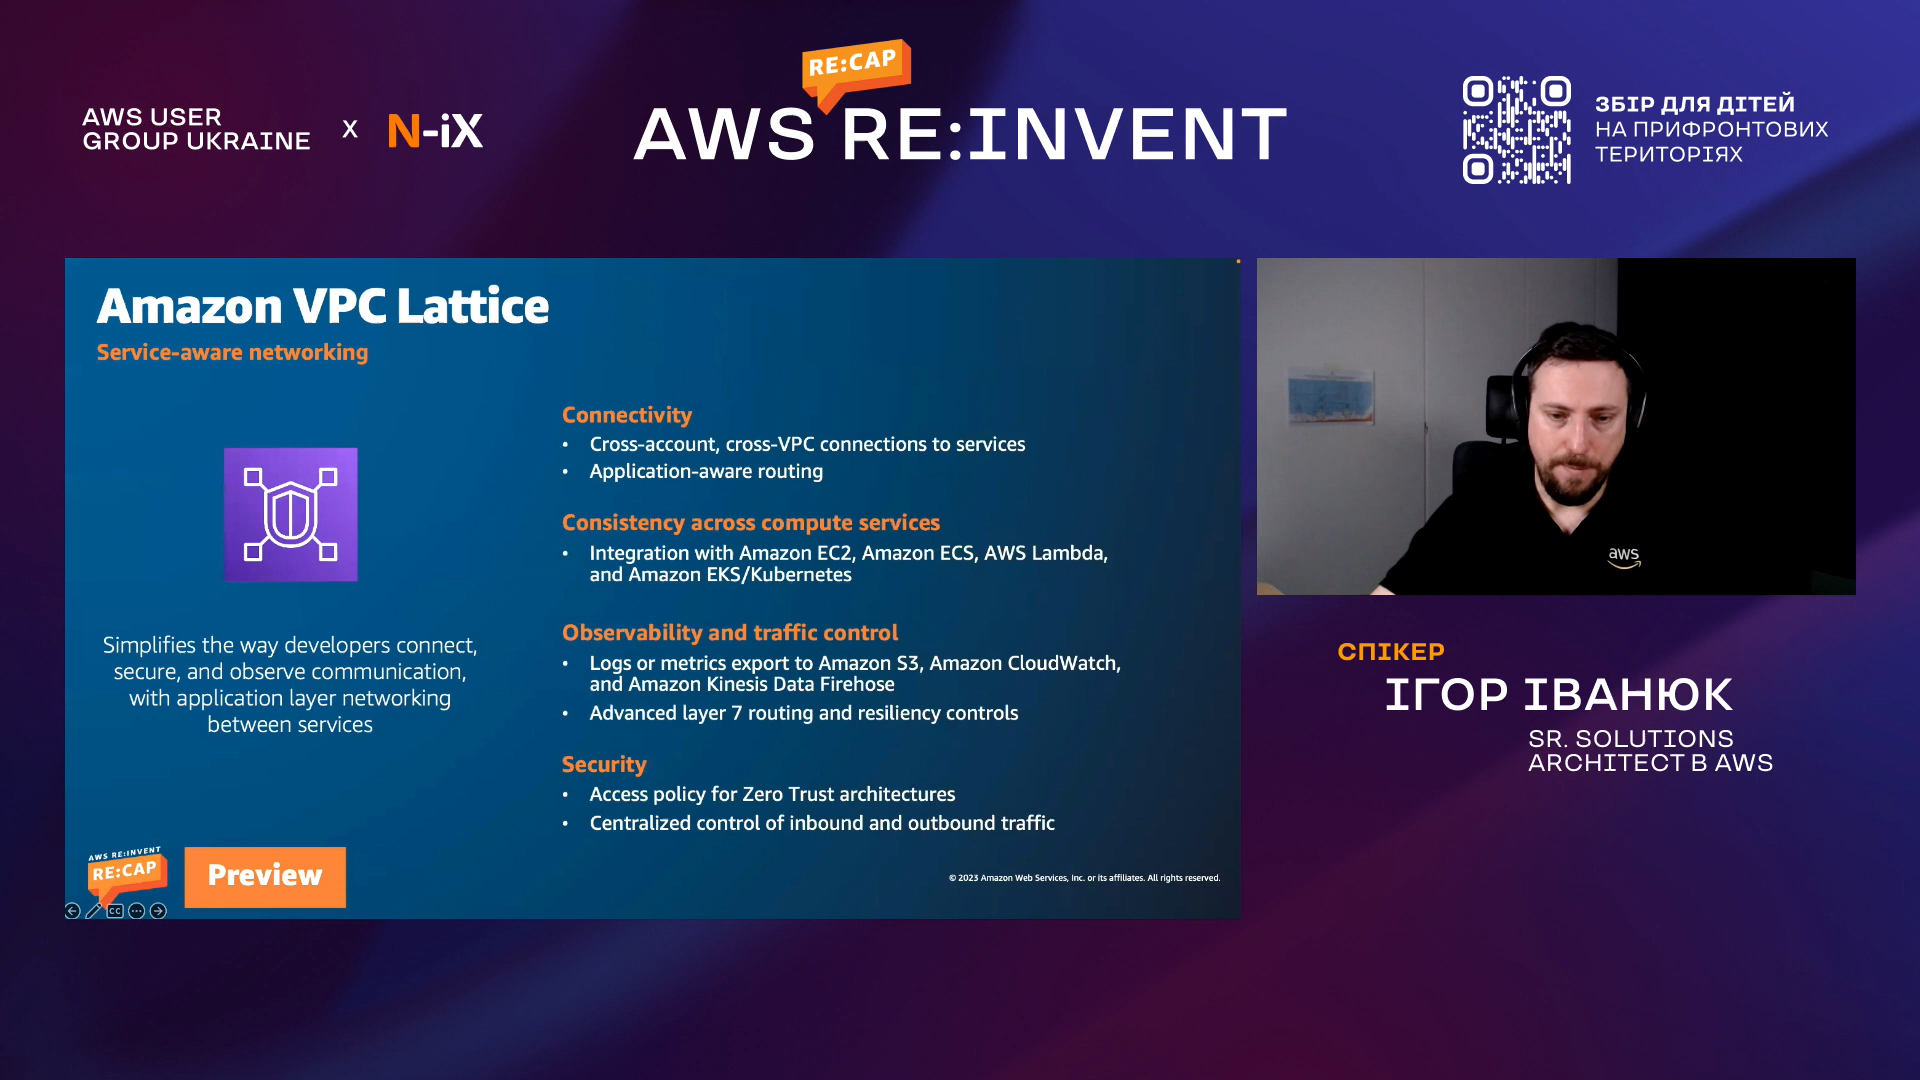 AWS USER
GROUP UKRAINE
X
N-iX
RE:CAP
AWS RE:INVENT
ЗБІР ДЛЯ ДІТЕЙ
НА ПРИФРОНТОВИХ
ТЕРИТОРІЯХ
Amazon VPC Lattice
Service-aware networking
Simplifies the way developers connect,
secure, and observe communication,
with application layer networking
between services
Connectivity
• Cross-account, cross-VPC connections to services
• Application-aware routing
Consistency across compute services
• Integration with Amazon EC2, Amazon ECS, AWS Lambda,
and Amazon EKS/Kubernetes
Observability and traffic control
• Logs or metrics export to Amazon S3, Amazon CloudWatch,
and Amazon Kinesis Data Firehose
• Advanced layer 7 routing and resiliency controls
Security
• Access policy for Zero Trust architectures
• Centralized control of inbound and outbound traffic
AWS RE:INVENT
RE:CAP
Preview
CC
© 2023 Amazon Web Services, Inc. or its affiliates. All rights reserved.
aws
СПІКЕР
ІГОР ІВАНЮК
SR. SOLUTIONS
ARCHITECT В AWS